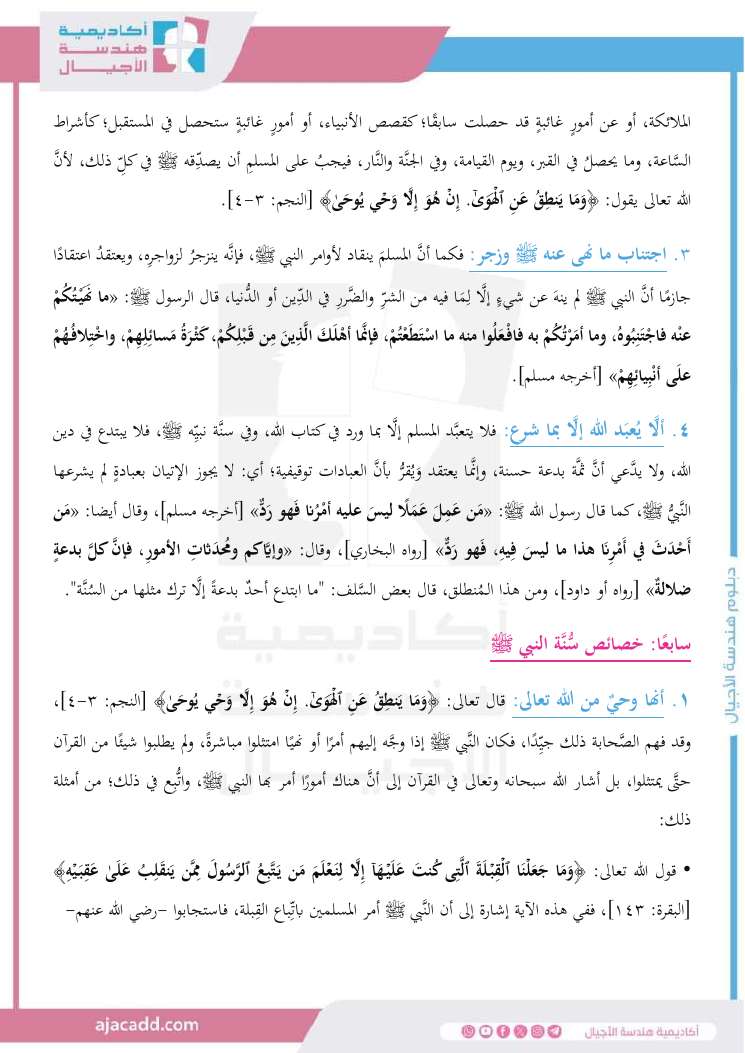 أكاديمية
هندسة
الأجيال
الملائكة، أو عن أمورٍ غائبةٍ قد حصلت سابقًا؛ كقصص الأنبياء، أو أمورٍ غائبةٍ ستحصل في المستقبل؛ كأشراط
السَّاعة، وما يحصلُ في القبر، ويوم القيامة، وفي الجنَّة والنَّار، فيجبُ على المسلمِ أن يصدِّقه ﷺ في كلِّ ذلك، لأنَّ
الله تعالى يقول: ﴿وَمَا يَنطِقُ عَنِ الْهَوَىٰ. إِنْ هُوَ إِلَّا وَحْي يُوحَىٰ﴾ [النجم: ٣-٤].
٣. اجتناب ما نهى عنه ﷺ وزجر: فكما أنَّ المسلمَ ينقاد لأوامر النبي ﷺ، فإنَّه ينزجرُ لزواجرِه، ويعتقدُ اعتقادًا
جازمًا أنَّ النبي ﷺ لم ينهَ عن شيءٍ إلَّا لِمَا فيه من الشرِّ والضَّررِ في الدِّين أو الدُّنيا، قال الرسول ﷺ: «ما نَهَيْتُكُمْ
عنْه فاجْتَنِبُوهُ، وما أمَرْتُكُمْ به فافْعَلُوا منه ما اسْتَطَعْتُمْ، فإنَّما أهْلَكَ الَّذِينَ مِن قَبْلِكُمْ، كَثْرَةُ مَسائِلِهِمْ، واخْتِلافُهُمْ
علَى أنْبِيائِهِمْ» [أخرجه مسلم].
٤. ألَّا يُعبَد الله إلَّا بما شرع: فلا يتعبَّد المسلم إلَّا بما ورد في كتاب الله، وفي سنَّة نبيِّه ﷺ، فلا يبتدع في دين
الله، ولا يدَّعي أنَّ ثمَّة بدعة حسنة، وإنَّما يعتقد وَيُقرُّ بأنَّ العبادات توقيفية؛ أي: لا يجوز الإتيان بعبادةٍ لم يشرعها
النَّبيُّ ﷺ، كما قال رسول الله ﷺ: «مَن عَمِلَ عَمَلًا ليسَ عليه أمْرُنا فَهو رَدٌّ» [أخرجه مسلم]، وقال أيضا: «مَن
أَحْدَثَ في أَمْرِنَا هذا ما ليسَ فِيهِ، فَهو رَدٌّ» [رواه البخاري]، وقال: «وإيَّاكم ومُحدَثاتِ الأمورِ، فإنَّ كلَّ بدعةٍ
ضلالةٌ» [رواه أو داود]، ومن هذا المُنطلق، قال بعض السَّلف: "ما ابتدع أحدٌ بدعةً إلَّا ترك مثلها من السُنَّة".
سابعًا: خصائص سُّنَّة النبي ﷺ
١. أنها وحيٌ من الله تعالى: قال تعالى: ﴿وَمَا يَنطِقُ عَنِ الْهَوَىٰ. إِنْ هُوَ إِلَّا وَحْي يُوحَىٰ﴾ [النجم: ٣-٤]،
وقد فهم الصَّحابة ذلك جيِّدًا، فكان النَّبي ﷺ إذا وجَّه إليهم أمرًا أو نهيًا امتثلوا مباشرةً، ولم يطلبوا شيئًا من القرآن
حتَّى يمتثلوا، بل أشار الله سبحانه وتعالى في القرآن إلى أنَّ هناك أمورًا أمر بها النبي ﷺ، واتُّبِع في ذلك؛ من أمثلة
ذلك:
• قول الله تعالى: ﴿وَمَا جَعَلْنَا الْقِبْلَةَ الَّتِي كُنتَ عَلَيْهَآ إِلَّا لِنَعْلَمَ مَن يَتَّبِعُ الرَّسُولَ مِمَّن يَنقَلِبُ عَلَىٰ عَقِبَيْهِ﴾
[البقرة: ١٤٣]، ففي هذه الآية إشارة إلى أن النَّبي ﷺ أمر المسلمين باتِّباع القِبلة، فاستجابوا –رضي الله عنهم–
دبلوم هندسة الأجيال
أكاديمية
هندسة
الأجيال
ajacadd.com
أكاديمية هندسة الأجيال